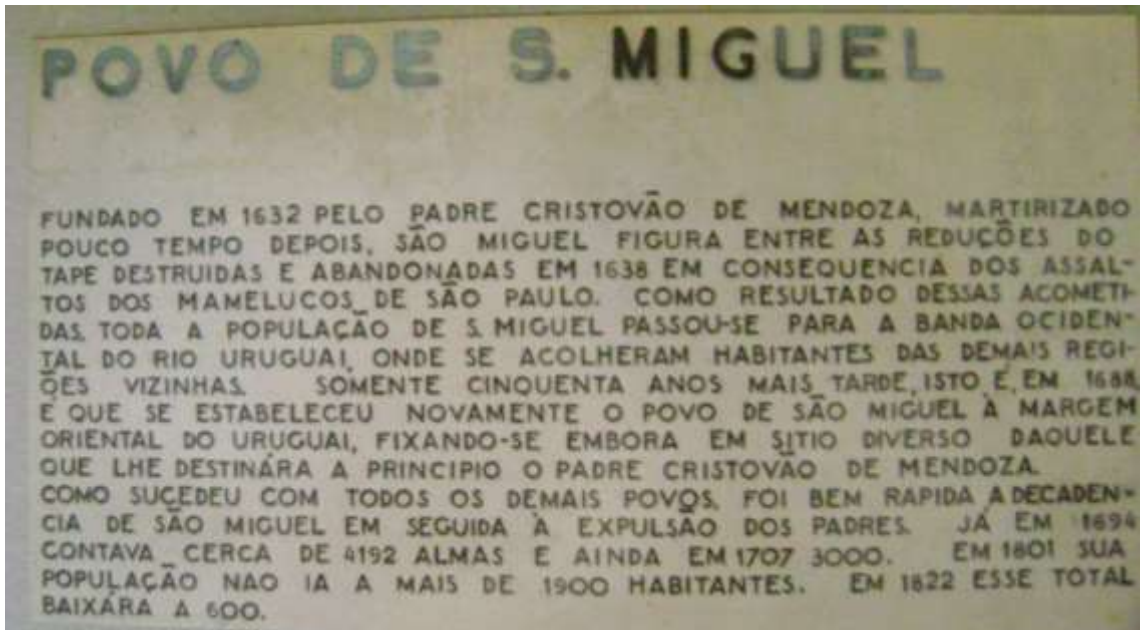 POVO DE S. MIGUEL
FUNDADO EM 1632 PELO PADRE CRISTOVÃO DE MENDOZA, MARTIRIZADO
POUCO TEMPO DEPOIS, SÃO MIGUEL FIGURA ENTRE AS REDUÇÕES DO
TAPE DESTRUIDAS E ABANDONADAS EM 1638 EM CONSEQUENCIA DOS ASSAL-
TOS DOS MAMELUCOS DE SÃO PAULO. COMO RESULTADO DESSAS ACOMETI-
DAS, TODA A POPULAÇÃO DE S. MIGUEL PASSOU-SE PARA A BANDA OCIDEN-
TAL DO RIO URUGUAI, ONDE SE ACOLHERAM HABITANTES DAS DEMAIS REGI-
ÕES VIZINHAS. SOMENTE CINQUENTA ANOS MAIS TARDE, ISTO É, EM 1688
É QUE SE ESTABELECEU NOVAMENTE O POVO DE SÃO MIGUEL À MARGEM
ORIENTAL DO URUGUAI, FIXANDO-SE EMBORA EM SITIO DIVERSO DAQUELE
QUE LHE DESTINÁRA A PRINCIPIO O PADRE CRISTOVÃO DE MENDOZA.
COMO SUCEDEU COM TODOS OS DEMAIS POVOS, FOI BEM RAPIDA A DECADEN-
CIA DE SÃO MIGUEL EM SEGUIDA À EXPULSÃO DOS PADRES. JÁ EM 1694
CONTAVA CERCA DE 4192 ALMAS E AINDA EM 1707 3000. EM 1801 SUA
POPULAÇÃO NAO IA A MAIS DE 1900 HABITANTES. EM 1822 ESSE TOTAL
BAIXÁRA A 600.